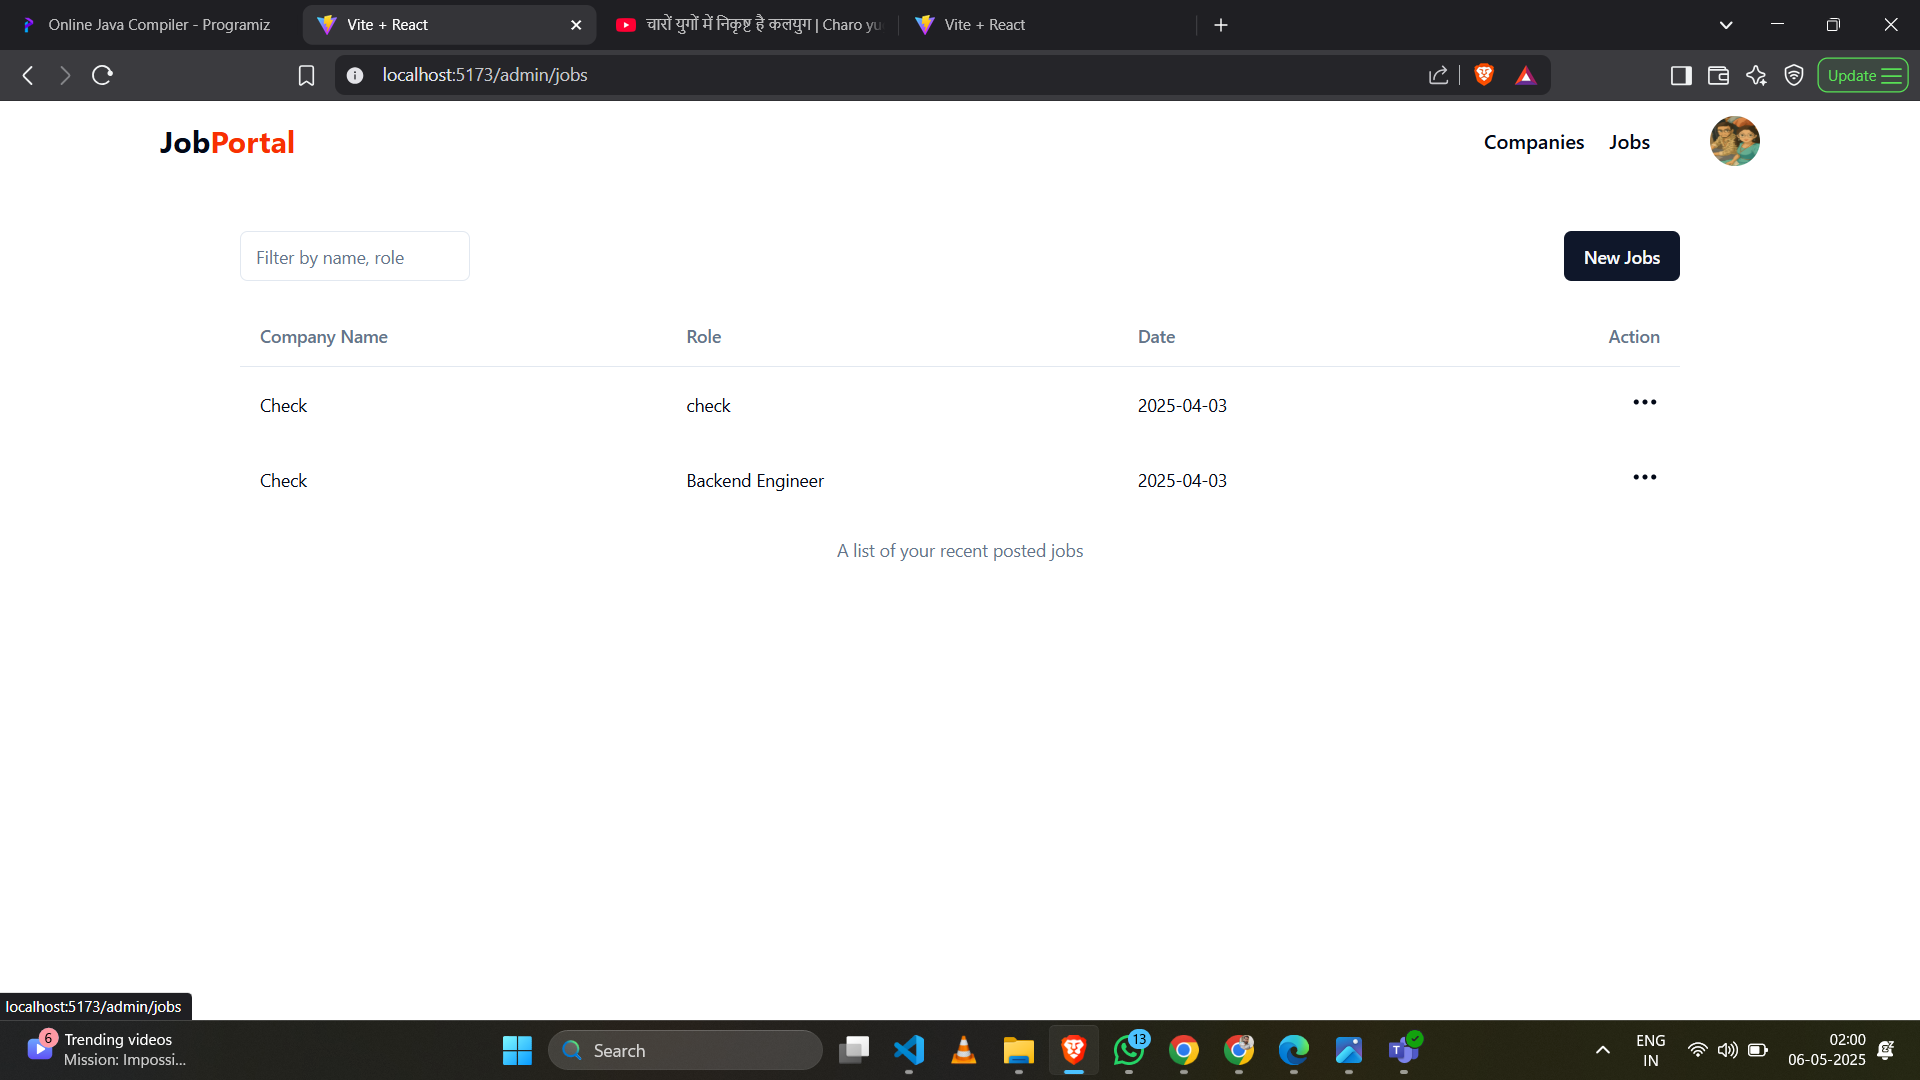 Online Java Compiler - Programiz
Vite + React
चारों युगों में निकृष्ट है कलयुग | Charo yu
Vite + React
localhost:5173/admin/jobs
Update
JobPortal
Companies
Jobs
Filter by name, role
New Jobs
Company Name Role Date Action
Check check 2025-04-03
Check Backend Engineer 2025-04-03
A list of your recent posted jobs
localhost:5173/admin/jobs
6
Trending videos
Mission: Impossi...
Search
13
ENG
IN
02:00
06-05-2025